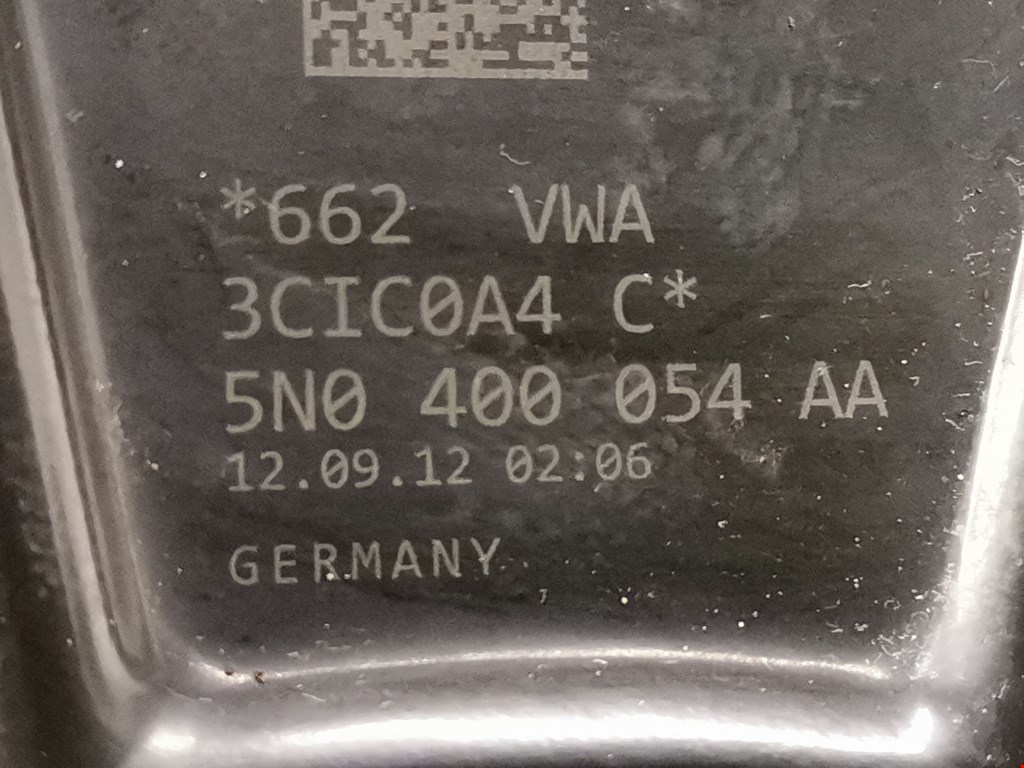 *662 VWA
3CIC0A4 C*
5N0 400 054 AA
12.09.12 02:06
GERMANY